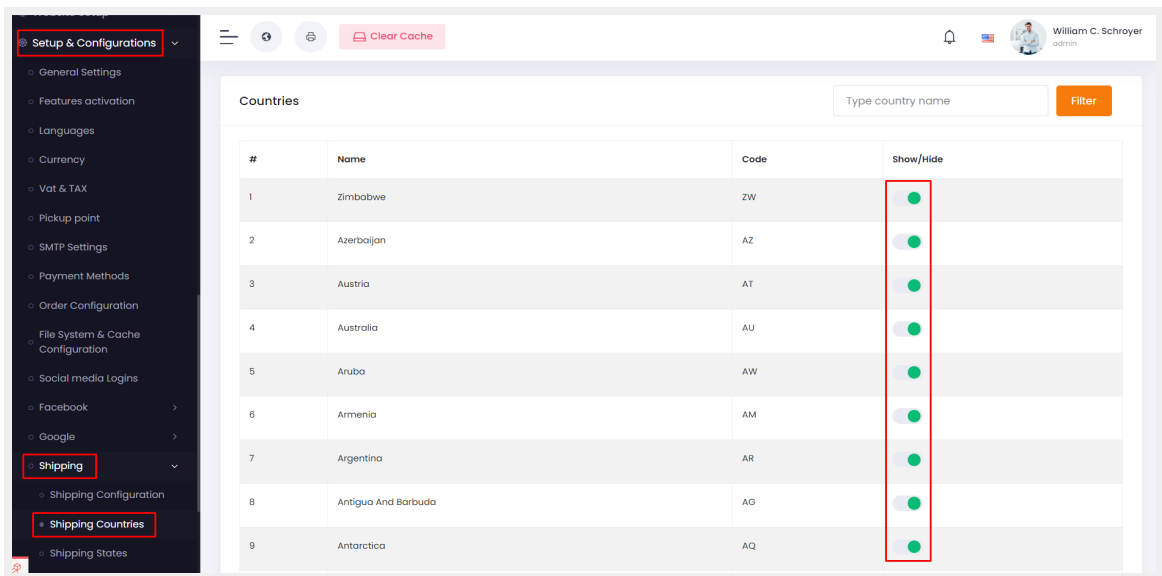 Website Setup
Setup & Configurations
General Settings
Features activation
Languages
Currency
Vat & TAX
Pickup point
SMTP Settings
Payment Methods
Order Configuration
File System & Cache
Configuration
Social media Logins
Facebook
Google
Shipping
Shipping Configuration
Shipping Countries
Shipping States
Clear Cache
William C. Schroyer
admin
Countries
Type country name
Filter
# Name Code Show/Hide
1 Zimbabwe ZW
2 Azerbaijan AZ
3 Austria AT
4 Australia AU
5 Aruba AW
6 Armenia AM
7 Argentina AR
8 Antigua And Barbuda AG
9 Antarctica AQ